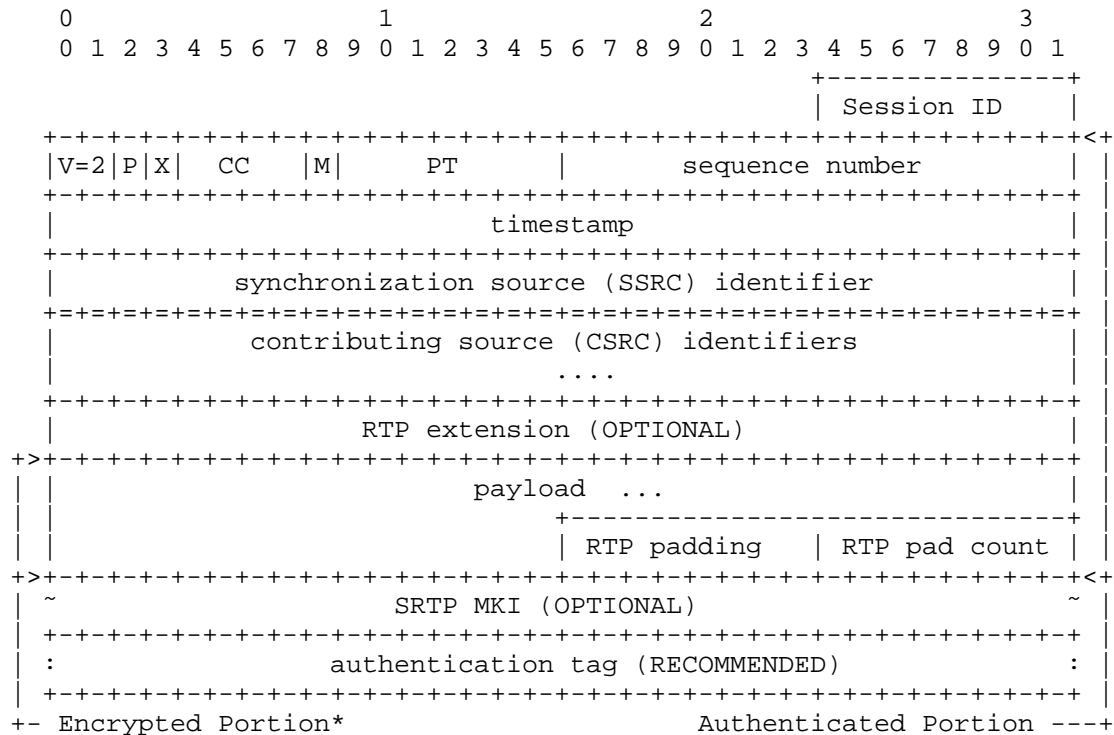 0                   1                   2                   3
 0 1 2 3 4 5 6 7 8 9 0 1 2 3 4 5 6 7 8 9 0 1 2 3 4 5 6 7 8 9 0 1
                                                +---------------+
                                                | Session ID    |
+-+-+-+-+-+-+-+-+-+-+-+-+-+-+-+-+-+-+-+-+-+-+-+-+-+-+-+-+-+-+-+-+<+
|V=2|P|X|  CC   |M|     PT      |       sequence number         | |
+-+-+-+-+-+-+-+-+-+-+-+-+-+-+-+-+-+-+-+-+-+-+-+-+-+-+-+-+-+-+-+-+ |
|                           timestamp                           | |
+-+-+-+-+-+-+-+-+-+-+-+-+-+-+-+-+-+-+-+-+-+-+-+-+-+-+-+-+-+-+-+-+ |
|           synchronization source (SSRC) identifier            | |
+=+=+=+=+=+=+=+=+=+=+=+=+=+=+=+=+=+=+=+=+=+=+=+=+=+=+=+=+=+=+=+=+ |
|            contributing source (CSRC) identifiers             | |
|                               ....                            | |
+-+-+-+-+-+-+-+-+-+-+-+-+-+-+-+-+-+-+-+-+-+-+-+-+-+-+-+-+-+-+-+-+ |
|                   RTP extension (OPTIONAL)                    | |
+>+-+-+-+-+-+-+-+-+-+-+-+-+-+-+-+-+-+-+-+-+-+-+-+-+-+-+-+-+-+-+-+-+ |
| |                          payload  ...                         | |
| |                               +-------------------------------+ |
| |                               | RTP padding   | RTP pad count | |
+>+-+-+-+-+-+-+-+-+-+-+-+-+-+-+-+-+-+-+-+-+-+-+-+-+-+-+-+-+-+-+-+-+<+
| ~                     SRTP MKI (OPTIONAL)                       ~ |
| +-+-+-+-+-+-+-+-+-+-+-+-+-+-+-+-+-+-+-+-+-+-+-+-+-+-+-+-+-+-+-+-+ |
| :                 authentication tag (RECOMMENDED)              : |
| +-+-+-+-+-+-+-+-+-+-+-+-+-+-+-+-+-+-+-+-+-+-+-+-+-+-+-+-+-+-+-+-+ |
+- Encrypted Portion*                      Authenticated Portion ---+